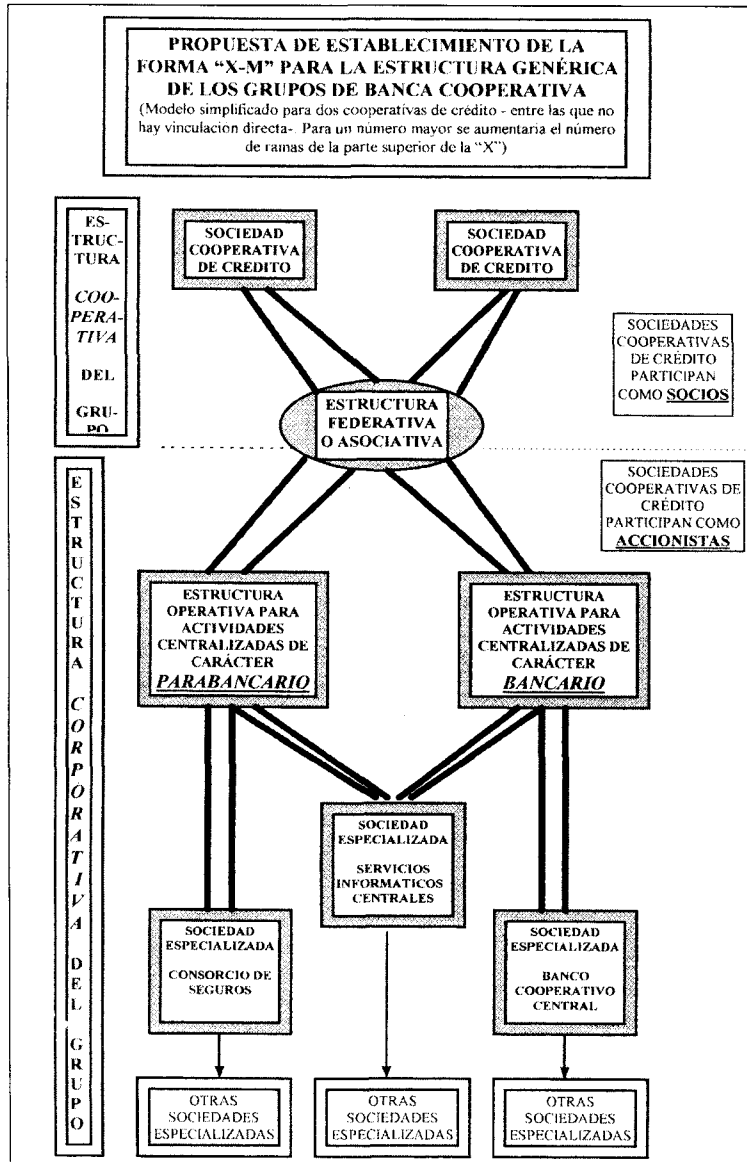 PROPUESTA DE ESTABLECIMIENTO DE LA
FORMA “X-M” PARA LA ESTRUCTURA GENÉRICA
DE LOS GRUPOS DE BANCA COOPERATIVA
(Modelo simplificado para dos cooperativas de crédito - entre las que no
hay vinculación directa-. Para un número mayor se aumentaría el número
de ramas de la parte superior de la “X”)
ES-
TRUC-
TURA
COO-
PERA-
TIVA
DEL
GRU-
PO
SOCIEDAD
COOPERATIVA
DE CREDITO
SOCIEDAD
COOPERATIVA
DE CREDITO
SOCIEDADES
COOPERATIVAS
DE CRÉDITO
PARTICIPAN
COMO SOCIOS
ESTRUCTURA
FEDERATIVA
O ASOCIATIVA
SOCIEDADES
COOPERATIVAS DE
CRÉDITO
PARTICIPAN COMO
ACCIONISTAS
ESTRUCTURA CORPORATIVA DEL GRUPO
ESTRUCTURA
OPERATIVA PARA
ACTIVIDADES
CENTRALIZADAS DE
CARÁCTER
PARABANCARIO
ESTRUCTURA
OPERATIVA PARA
ACTIVIDADES
CENTRALIZADAS DE
CARÁCTER
BANCARIO
SOCIEDAD
ESPECIALIZADA
SERVICIOS
INFORMATICOS
CENTRALES
SOCIEDAD
ESPECIALIZADA
CONSORCIO DE
SEGUROS
SOCIEDAD
ESPECIALIZADA
BANCO
COOPERATIVO
CENTRAL
OTRAS
SOCIEDADES
ESPECIALIZADAS
OTRAS
SOCIEDADES
ESPECIALIZADAS
OTRAS
SOCIEDADES
ESPECIALIZADAS